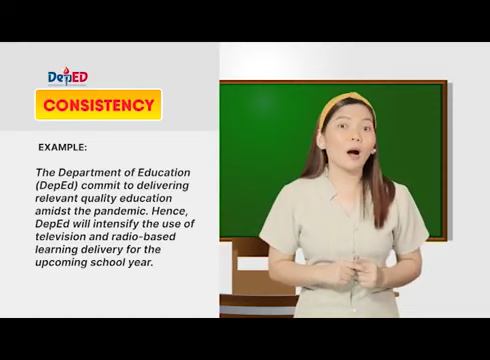 DepED
CONSISTENCY
EXAMPLE:
The Department of Education
(DepEd) commit to delivering
relevant quality education
amidst the pandemic. Hence,
DepEd will intensify the use of
television and radio-based
learning delivery for the
upcoming school year.